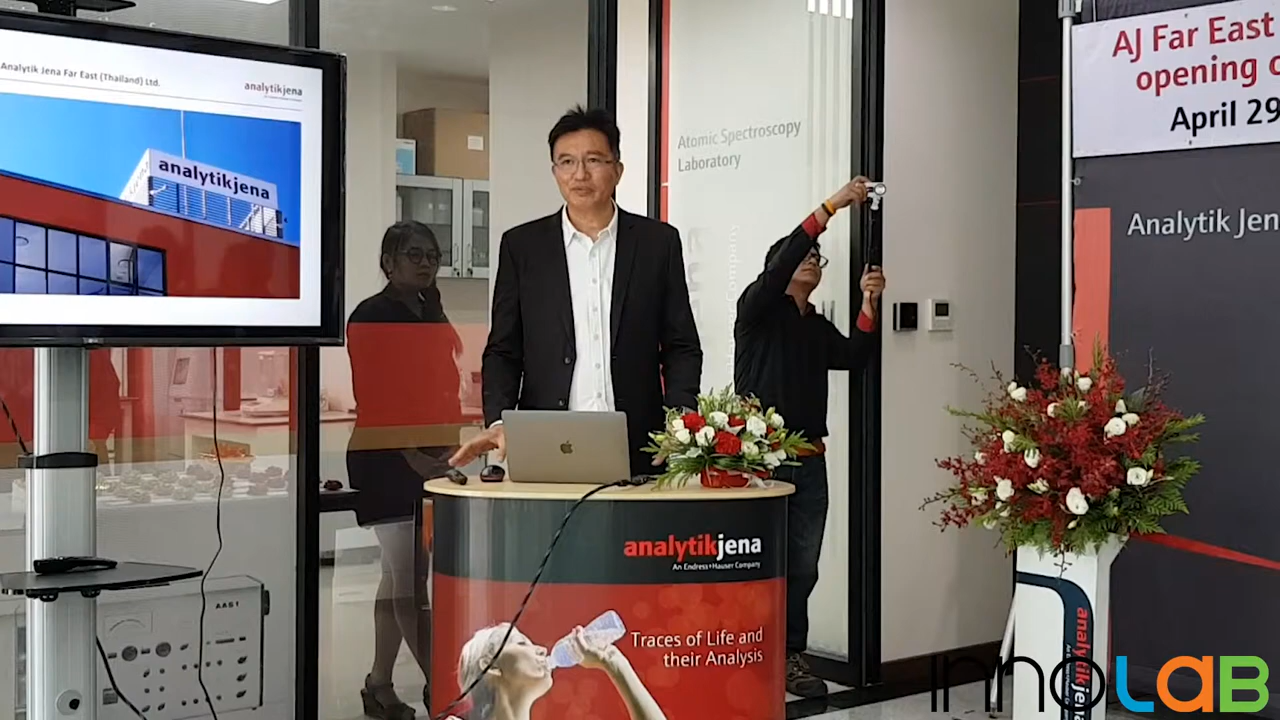 Analytik Jena Far East (Thailand) Ltd.
analytikjena
analytikjena
Atomic Spectroscopy
Laboratory
AJ Far East
opening
April 29
Analytik Jen
analytikjena
An Endress+Hauser Company
Traces of Life and
their Analysis
AAS1
analytikjena
innoLAB